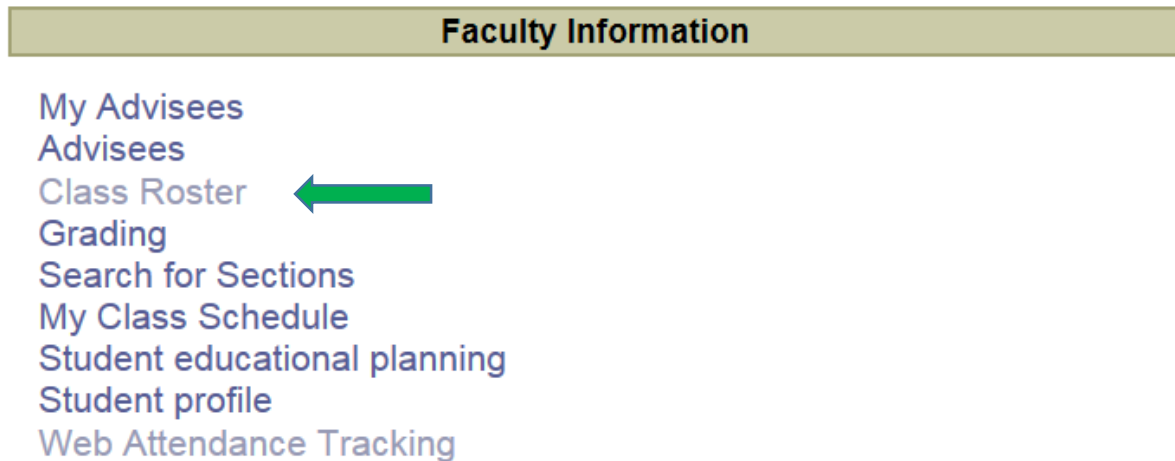 Faculty Information
My Advisees
Advisees
Class Roster
Grading
Search for Sections
My Class Schedule
Student educational planning
Student profile
Web Attendance Tracking